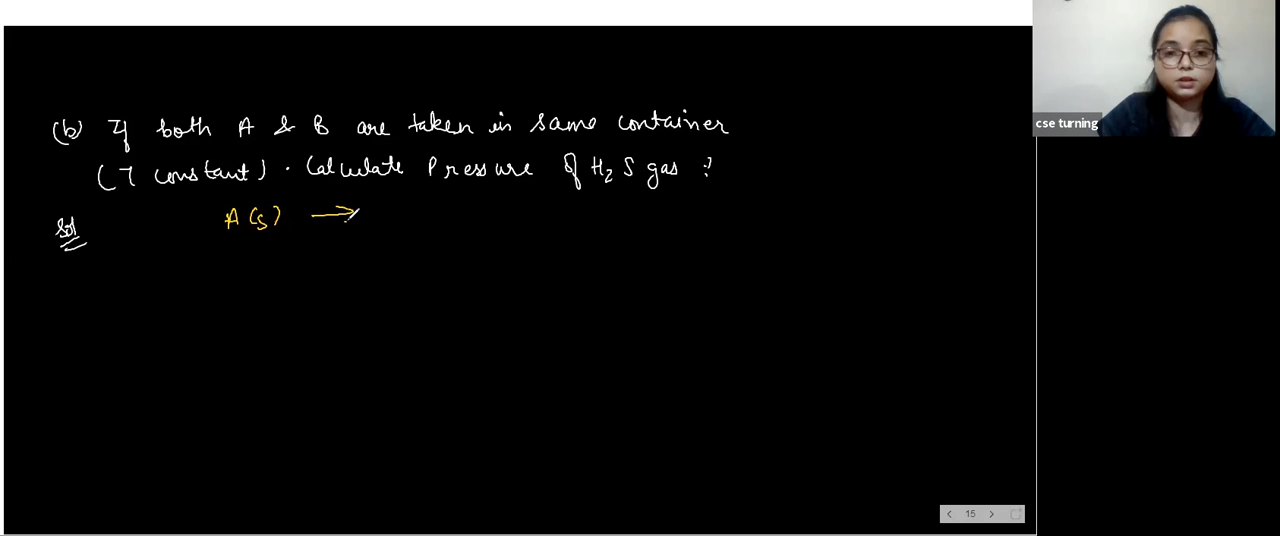 (b) If both A & B are taken in same container
(T constant). Calculate Pressure of H₂S gas ?
Sol
A(s) →
cse turning
15